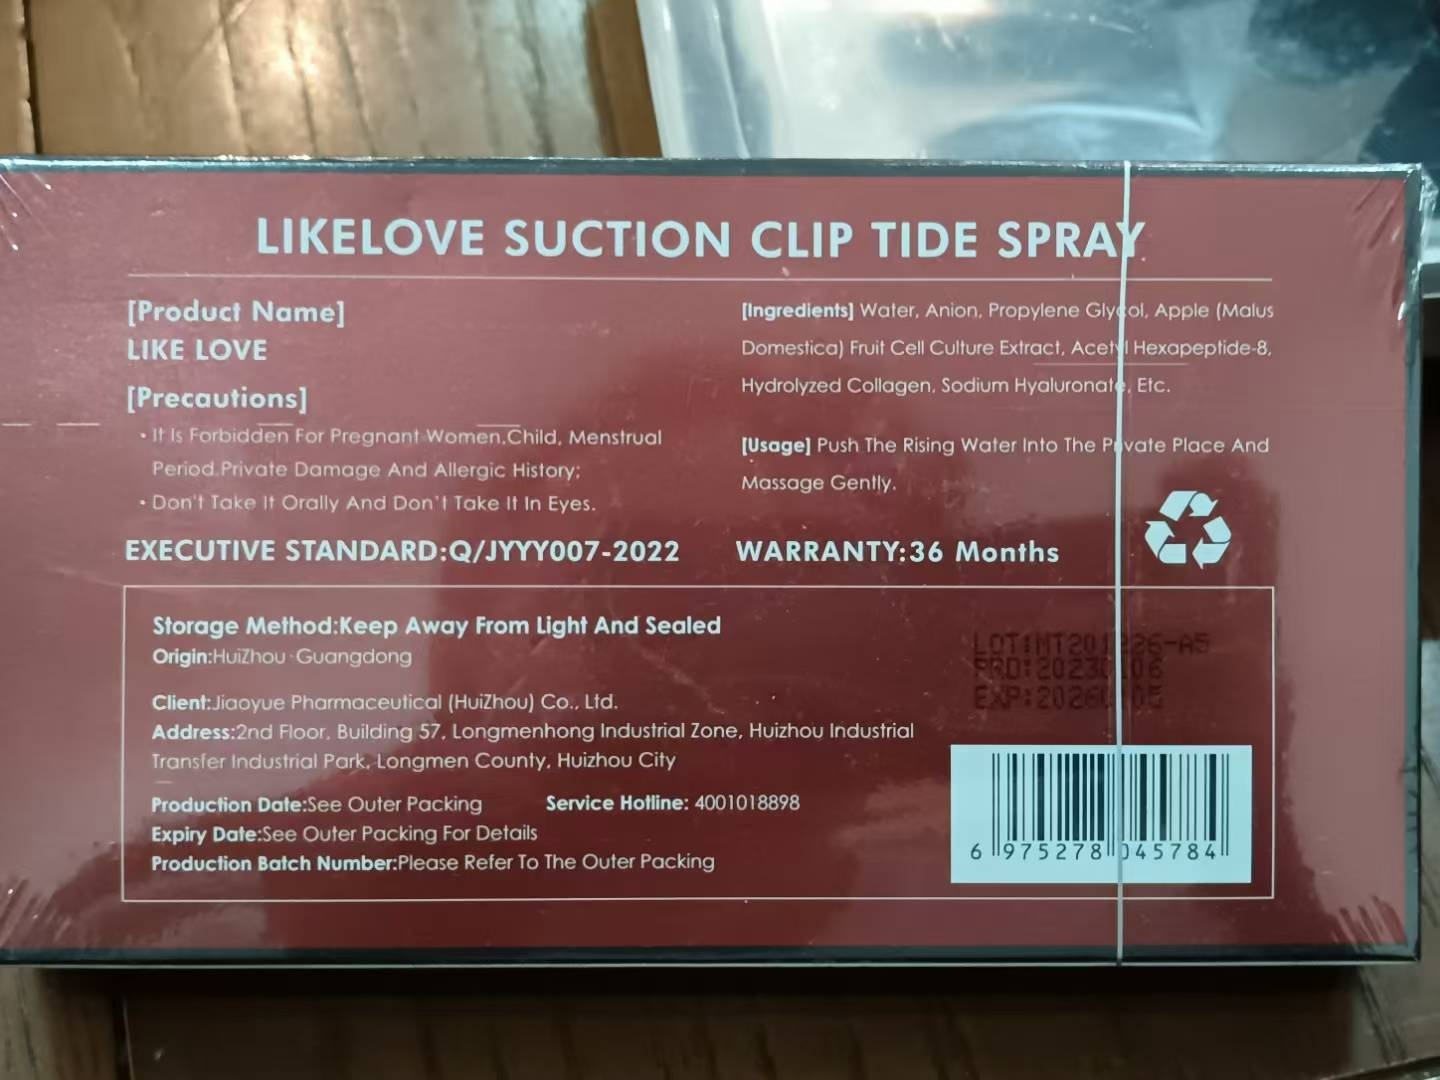 LIKELOVE SUCTION CLIP TIDE SPRAY
[Product Name]
LIKE LOVE
[Precautions]
• It Is Forbidden For Pregnant Women,Child, Menstrual
Period,Private Damage And Allergic History;
• Don't Take It Orally And Don't Take It In Eyes.
[Ingredients] Water, Anion, Propylene Glycol, Apple (Malus
Domestica) Fruit Cell Culture Extract, Acetyl Hexapeptide-8,
Hydrolyzed Collagen, Sodium Hyaluronate, Etc.
[Usage] Push The Rising Water Into The Private Place And
Massage Gently.
EXECUTIVE STANDARD:Q/JYYY007-2022
WARRANTY:36 Months
Storage Method:Keep Away From Light And Sealed
Origin:HuiZhou·Guangdong
Client:Jiaoyue Pharmaceutical (HuiZhou) Co., Ltd.
Address:2nd Floor, Building 57, Longmenhong Industrial Zone, Huizhou Industrial
Transfer Industrial Park, Longmen County, Huizhou City
Production Date:See Outer Packing
Service Hotline: 4001018898
Expiry Date:See Outer Packing For Details
Production Batch Number:Please Refer To The Outer Packing
6 975278 045784